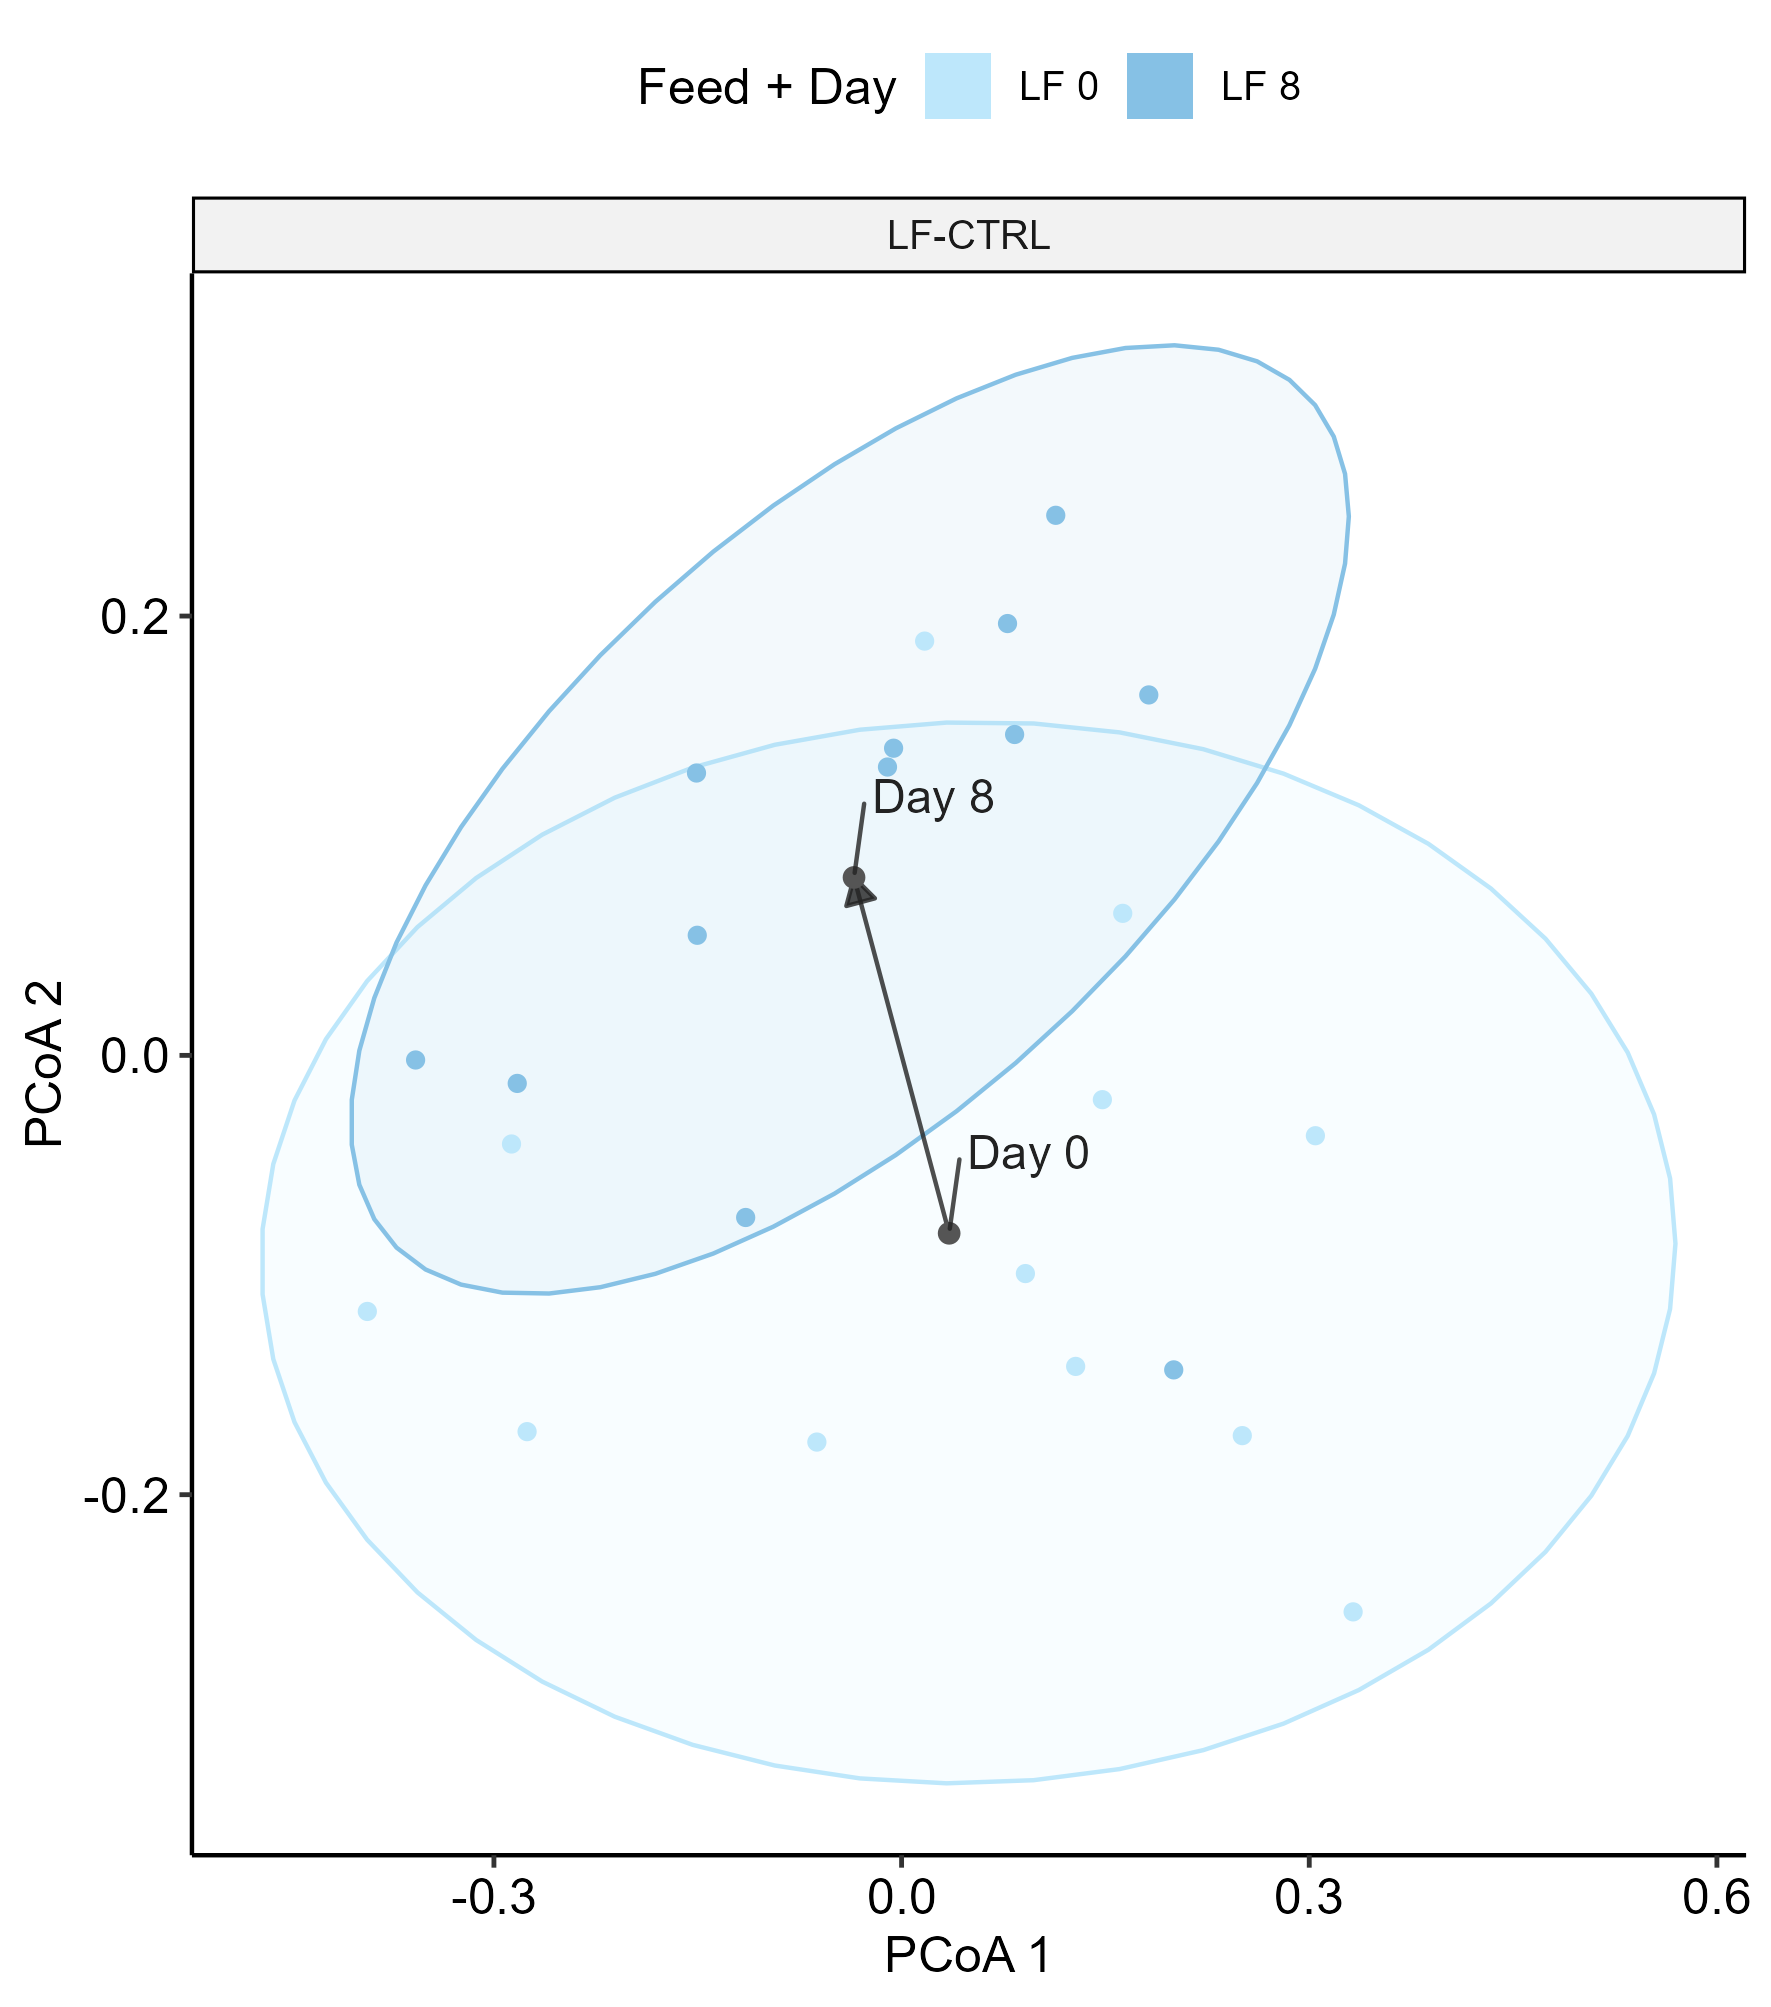 Feed + Day LF 0 LF 8
LF-CTRL
0.2
Day 8
0.0
Day 0
-0.2
PCoA 2
-0.3 0.0 0.3 0.6
PCoA 1